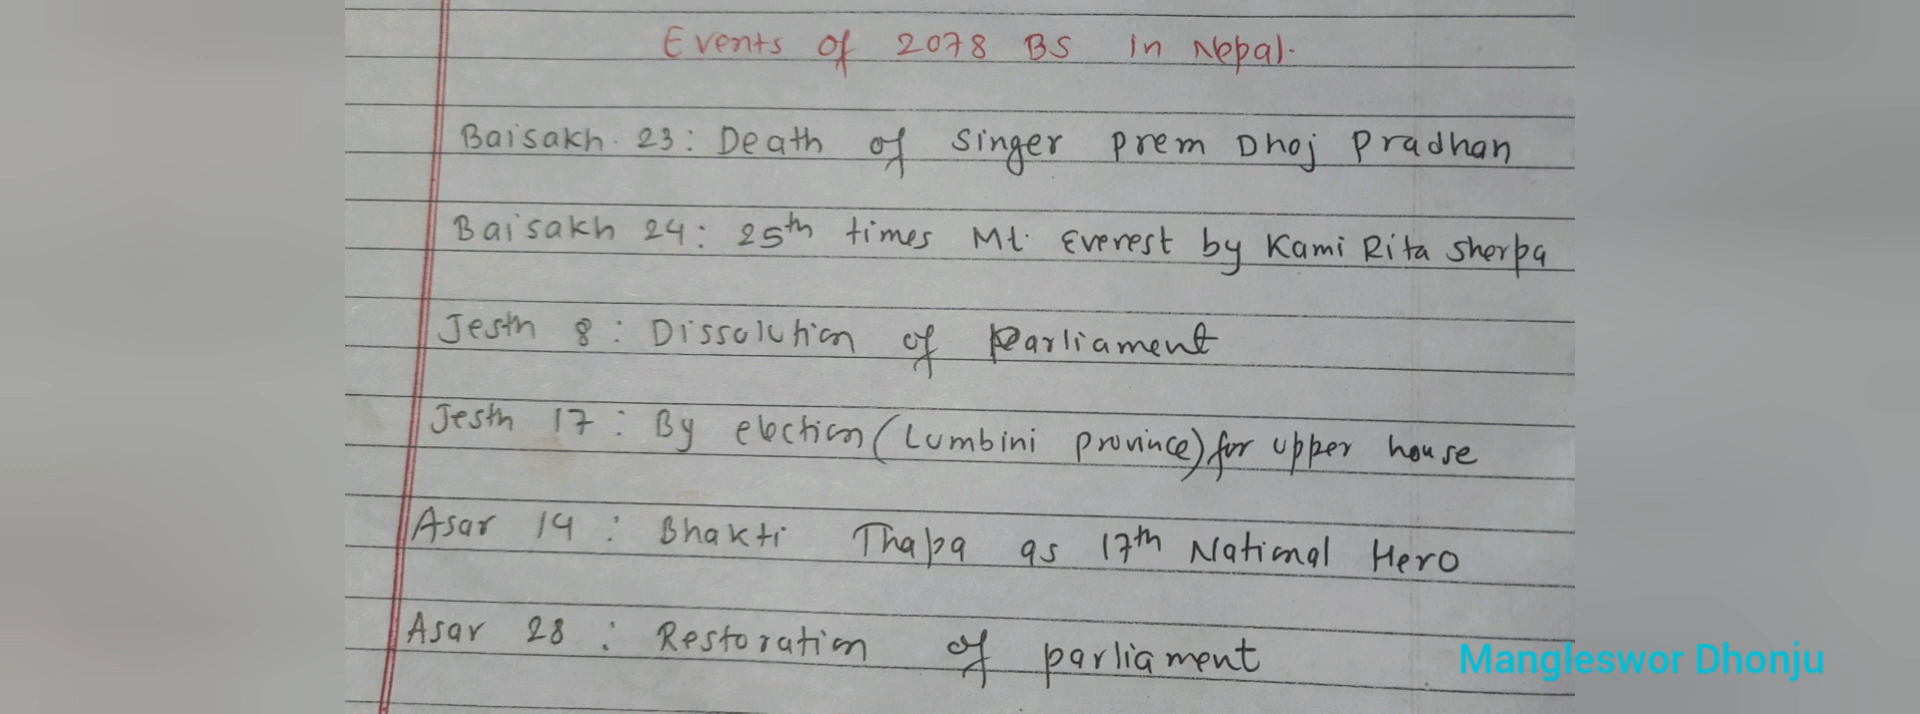 Events of 2078 BS in Nepal.
Baisakh. 23: Death of Singer Prem Dhoj Pradhan
Baisakh 24: 25th times Mt. Everest by Kami Rita Sherpa
Jesth 8: Dissolution of Parliament
Jesth 17: By election (Lumbini province) for upper house
Asar 14: Bhakti Thapa as 17th National Hero
Asar 28: Restoration of parliament
Mangleswor Dhonju